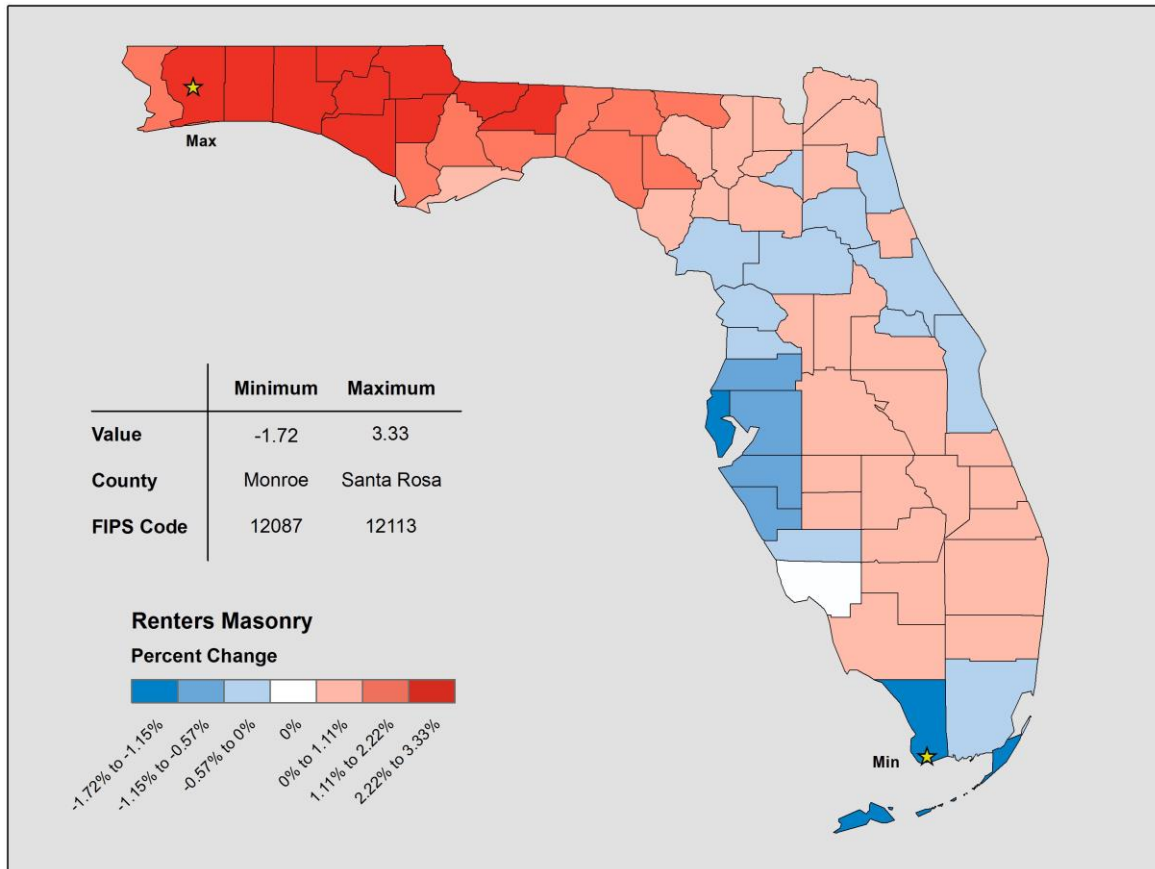 Max
Minimum Maximum
Value -1.72 3.33
County Monroe Santa Rosa
FIPS Code 12087 12113
Renters Masonry
Percent Change
-1.72% to -1.15%
-1.15% to -0.57%
-0.57% to 0%
0%
0% to 1.11%
1.11% to 2.22%
2.22% to 3.33%
Min